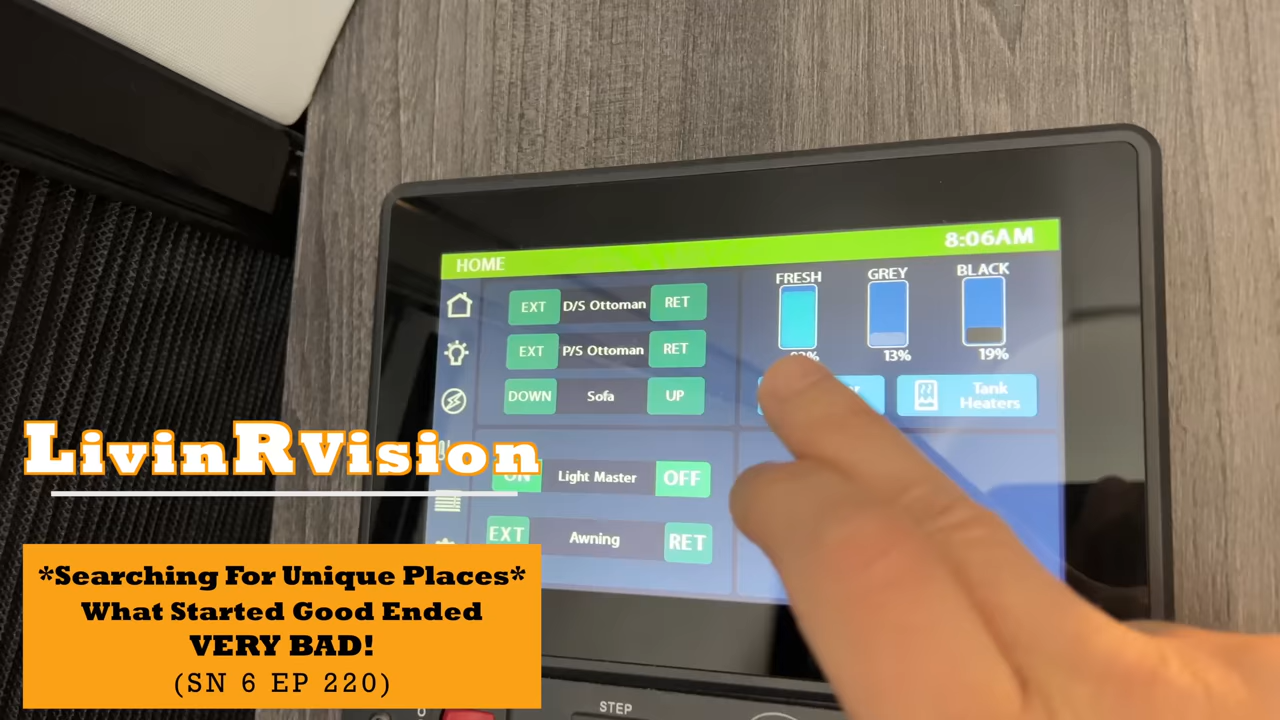 HOME
8:06AM
EXT D/S Ottoman RET
EXT P/S Ottoman RET
DOWN Sofa UP
FRESH GREY BLACK
13% 19%
Tank
Heaters
ON Light Master OFF
EXT Awning RET
STEP
LivinRVision
*Searching For Unique Places*
What Started Good Ended
VERY BAD!
(SN 6 EP 220)